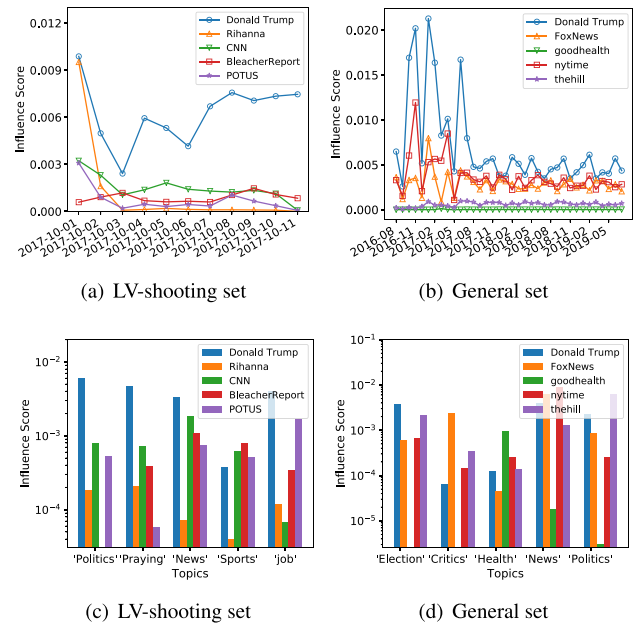 Influence Score
0.012
0.009
0.006
0.003
0.000
Donald Trump
Rihanna
CNN
BleacherReport
POTUS
2017-10-01
2017-10-02
2017-10-03
2017-10-04
2017-10-05
2017-10-06
2017-10-07
2017-10-08
2017-10-09
2017-10-10
2017-10-11
(a) LV-shooting set
Influence Score
0.020
0.015
0.010
0.005
0.000
Donald Trump
FoxNews
goodhealth
nytime
thehill
2016-08
2016-11
2017-02
2017-05
2017-08
2017-11
2018-02
2018-05
2018-08
2018-11
2019-02
2019-05
(b) General set
Influence Score
10⁻²
10⁻³
10⁻⁴
Donald Trump
Rihanna
CNN
BleacherReport
POTUS
'Politics' 'Praying' 'News' 'Sports' 'job'
Topics
(c) LV-shooting set
Influence Score
10⁻¹
10⁻²
10⁻³
10⁻⁴
10⁻⁵
Donald Trump
FoxNews
goodhealth
nytime
thehill
'Election' 'Critics' 'Health' 'News' 'Politics'
Topics
(d) General set